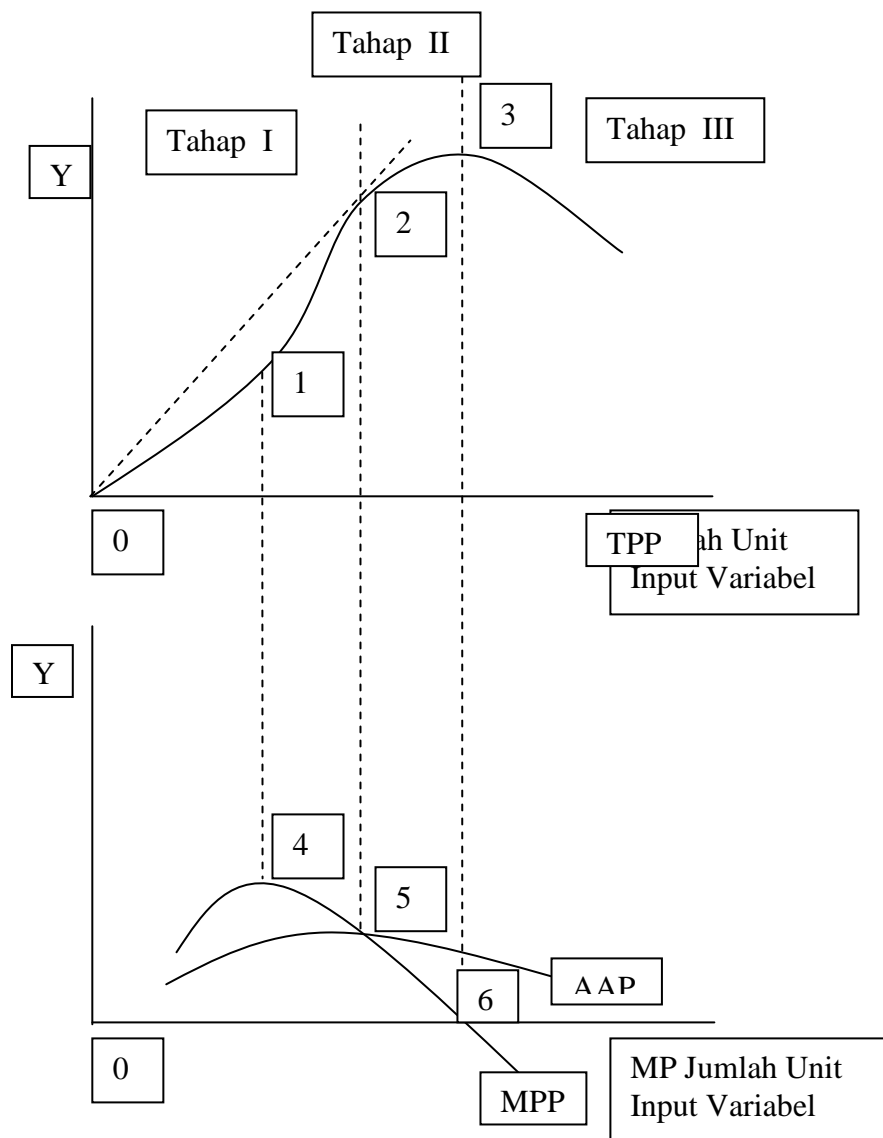 Tahap II
3
Tahap I
Tahap III
Y
2
1
0
TPP
Unit
Input Variabel
Y
4
5
AAP
6
0
MP Jumlah Unit
Input Variabel
MPP